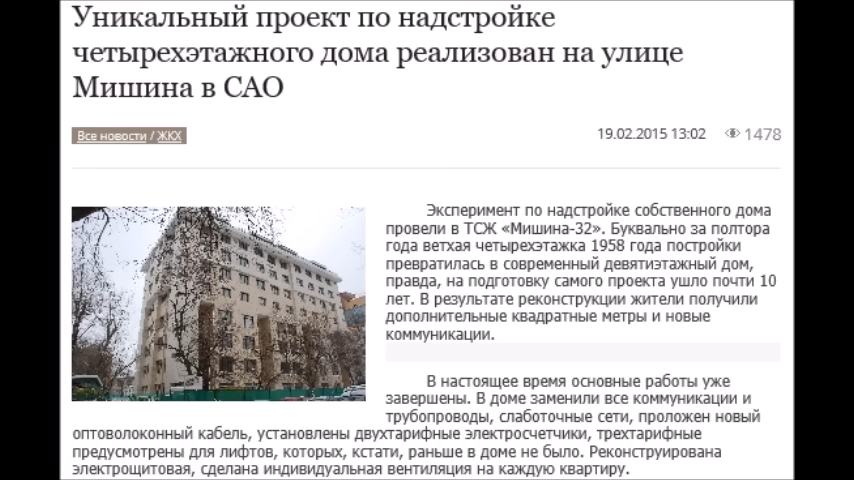 Уникальный проект по надстройке
четырехэтажного дома реализован на улице
Мишина в САО
Все новости / ЖКХ
19.02.2015 13:02 1478
Эксперимент по надстройке собственного дома
провели в ТСЖ «Мишина-32». Буквально за полтора
года ветхая четырехэтажка 1958 года постройки
превратилась в современный девятиэтажный дом,
правда, на подготовку самого проекта ушло почти 10
лет. В результате реконструкции жители получили
дополнительные квадратные метры и новые
коммуникации.
В настоящее время основные работы уже
завершены. В доме заменили все коммуникации и
трубопроводы, слаботочные сети, проложен новый
оптоволоконный кабель, установлены двухтарифные электросчетчики, трехтарифные
предусмотрены для лифтов, которых, кстати, раньше в доме не было. Реконструирована
электрощитовая, сделана индивидуальная вентиляция на каждую квартиру.